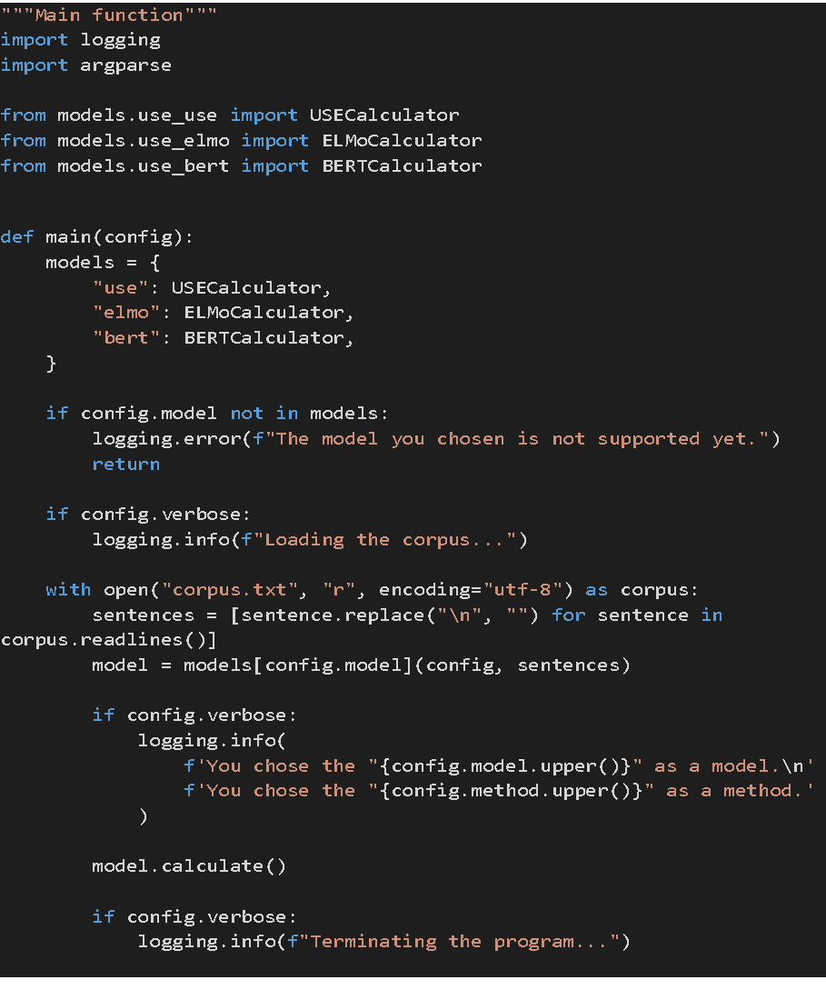 """Main function"""
import logging
import argparse

from models.use_use import USECalculator
from models.use_elmo import ELMoCalculator
from models.use_bert import BERTCalculator


def main(config):
    models = {
        "use": USECalculator,
        "elmo": ELMoCalculator,
        "bert": BERTCalculator,
    }

    if config.model not in models:
        logging.error(f"The model you chosen is not supported yet.")
        return

    if config.verbose:
        logging.info(f"Loading the corpus...")

    with open("corpus.txt", "r", encoding="utf-8") as corpus:
        sentences = [sentence.replace("\n", "") for sentence in
corpus.readlines()]
        model = models[config.model](config, sentences)

        if config.verbose:
            logging.info(
                f'You chose the "{config.model.upper()}" as a model.\n'
                f'You chose the "{config.method.upper()}" as a method.'
            )

        model.calculate()

        if config.verbose:
            logging.info(f"Terminating the program...")